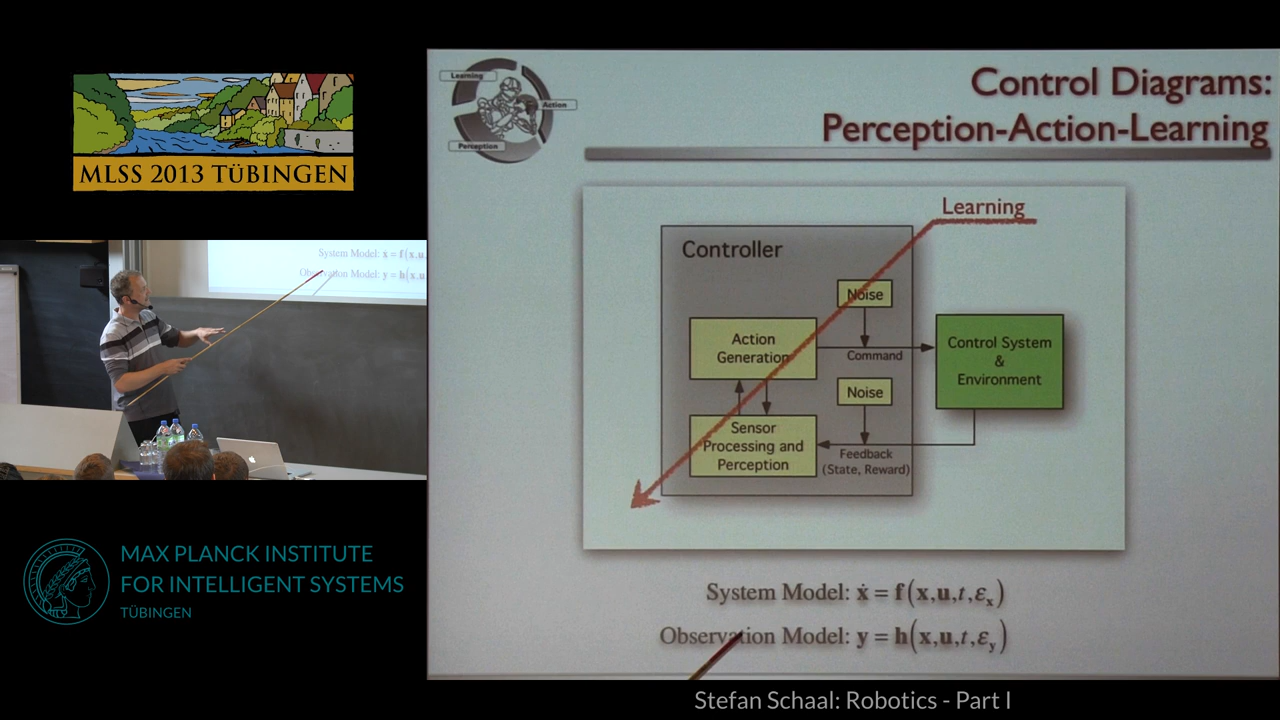 MLSS 2013 TÜBINGEN
System Model: ẋ = f(x,u,
Observation Model: y = h(x,u
MAX PLANCK INSTITUTE
FOR INTELLIGENT SYSTEMS
TÜBINGEN
Learning
Action
Perception
Control Diagrams:
Perception-Action-Learning
Learning
Controller
Noise
Action
Generation
Command
Control System
&
Environment
Noise
Sensor
Processing and
Perception
Feedback
(State, Reward)
System Model: ẋ = f(x,u,t,εₓ)
Observation Model: y = h(x,u,t,ε_y)
Stefan Schaal: Robotics - Part I